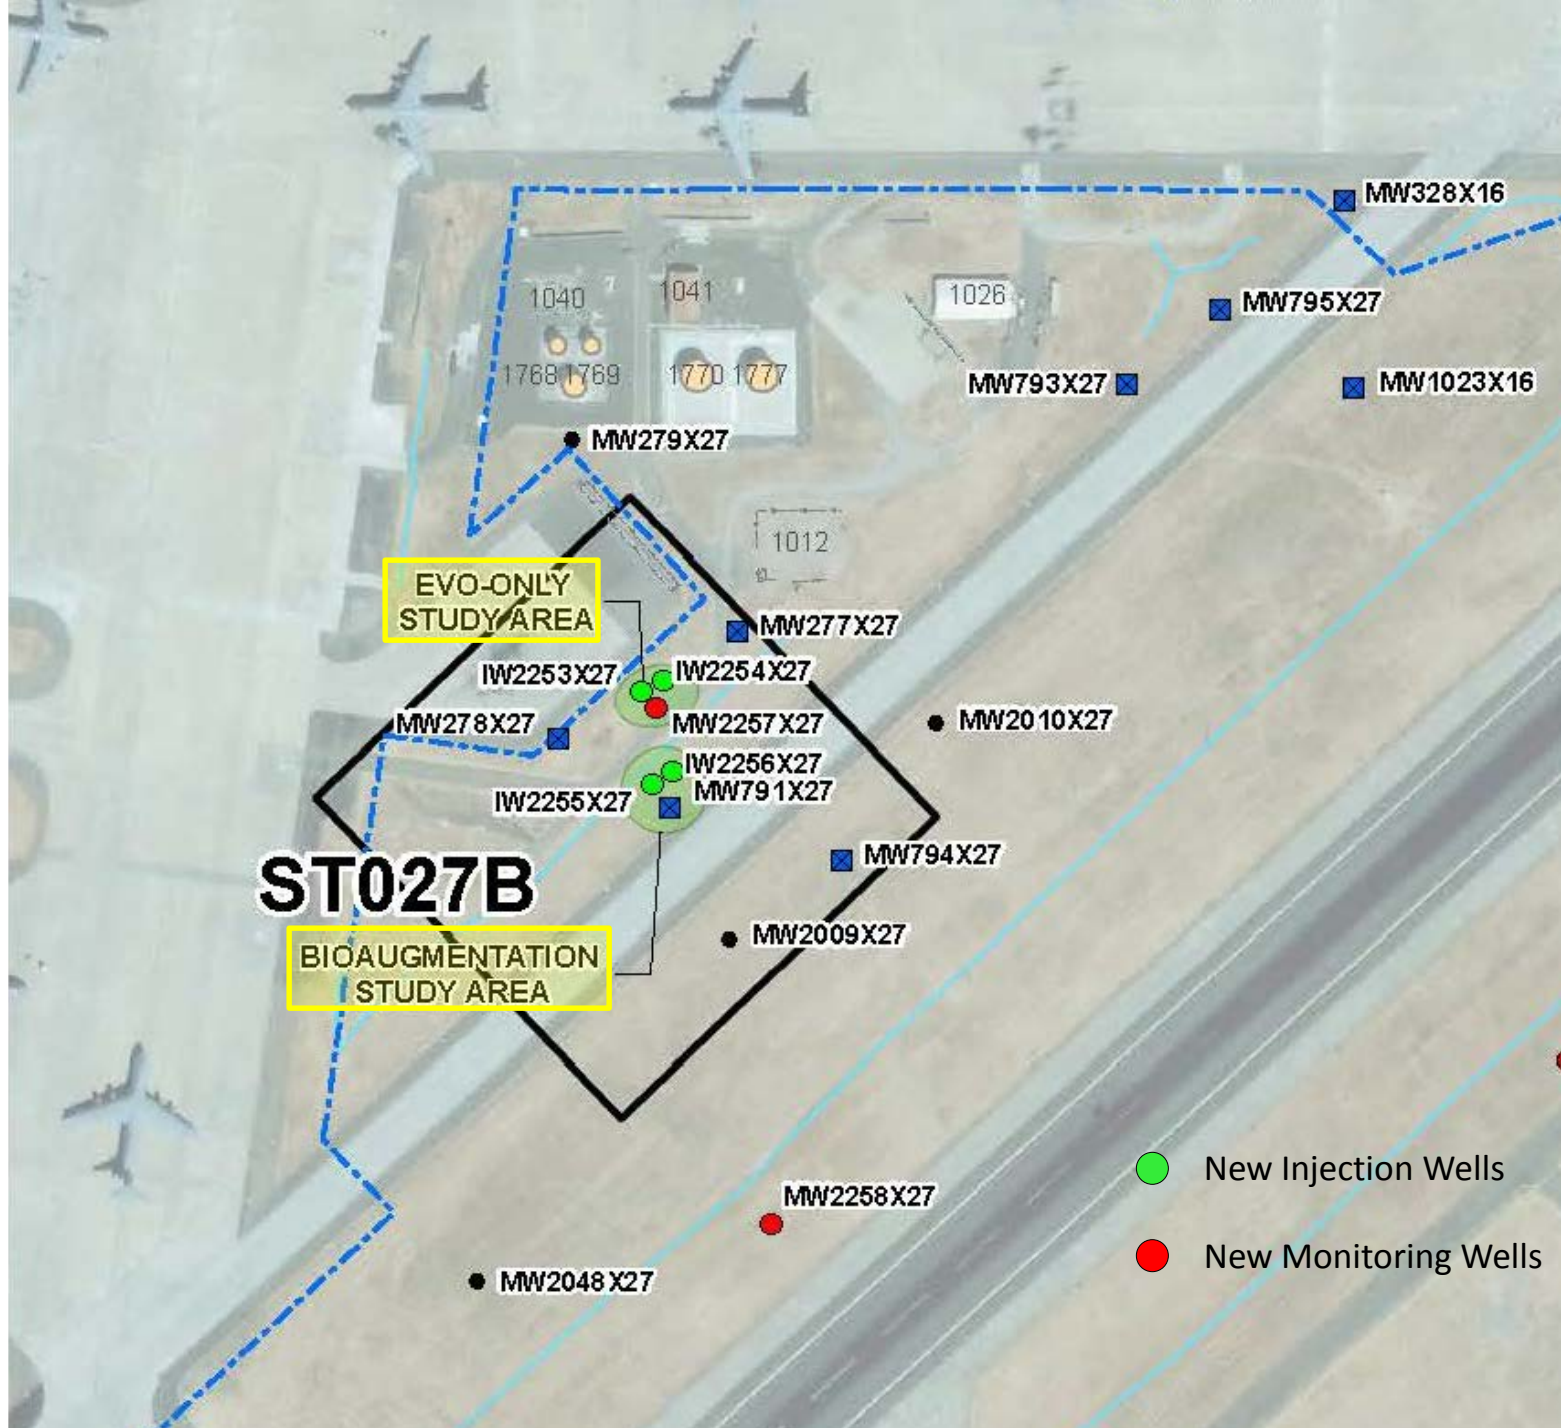 MW328X16
MW795X27
1040
1041
1026
1768 1769
1770 1777
MW793X27
MW1023X16
MW279X27
1012
EVO-ONLY
STUDY AREA
MW277X27
IW2253X27
IW2254X27
MW278X27
MW2257X27
MW2010X27
IW2256X27
IW2255X27
MW791X27
MW794X27
ST027B
MW2009X27
BIOAUGMENTATION
STUDY AREA
New Injection Wells
MW2258X27
New Monitoring Wells
MW2048X27